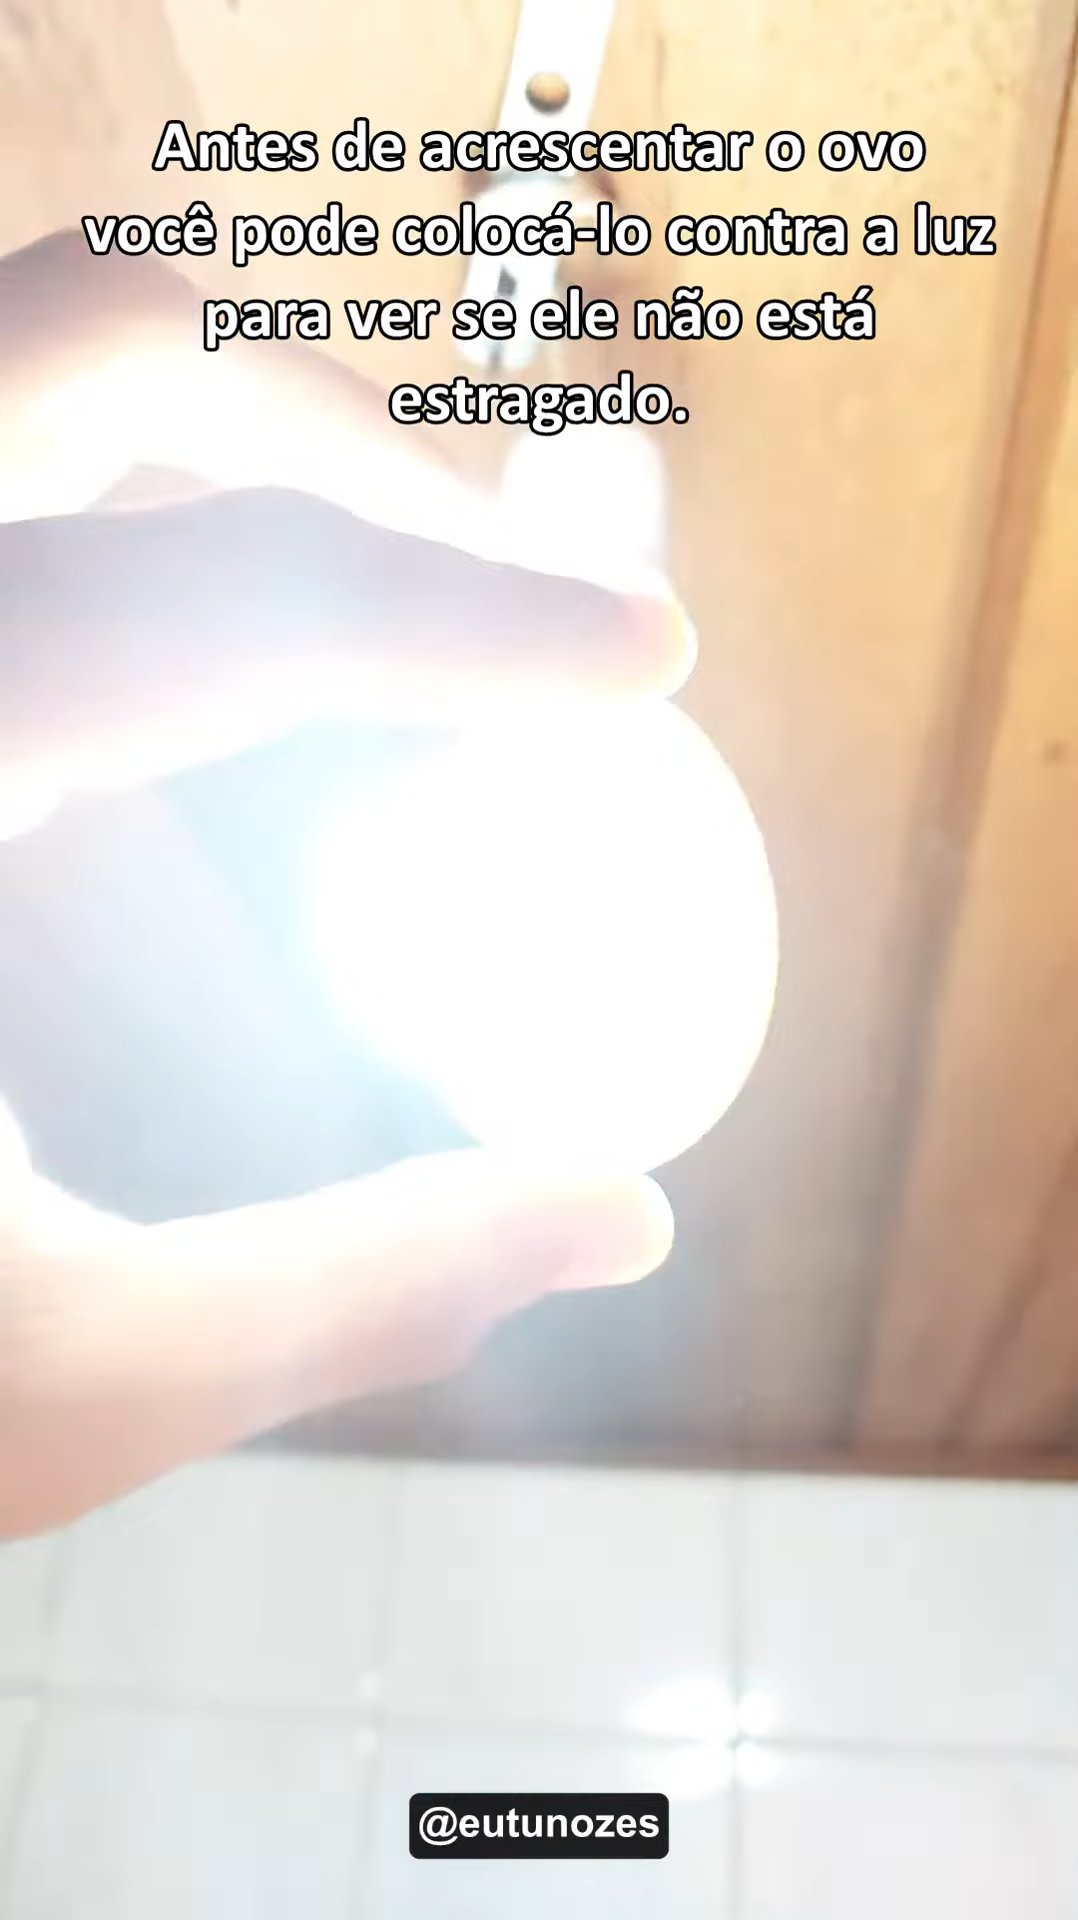 Antes de acrescentar o ovo
você pode colocá-lo contra a luz
para ver se ele não está
estragado.
@eutunozes